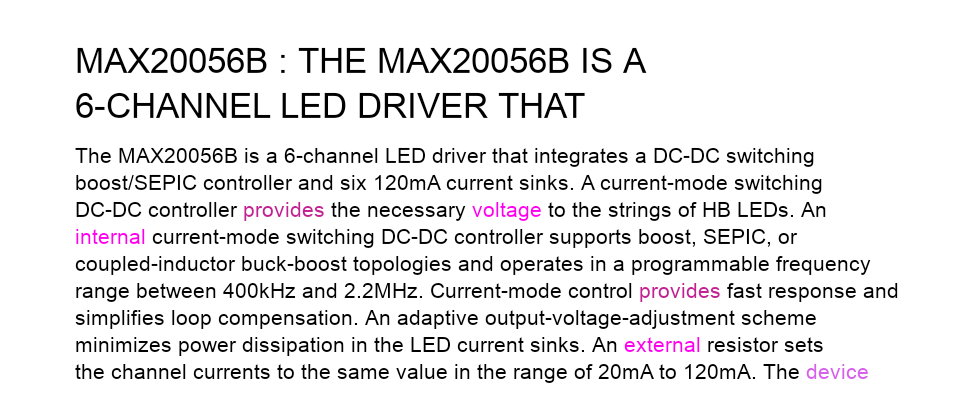 MAX20056B : THE MAX20056B IS A
6-CHANNEL LED DRIVER THAT
The MAX20056B is a 6-channel LED driver that integrates a DC-DC switching
boost/SEPIC controller and six 120mA current sinks. A current-mode switching
DC-DC controller provides the necessary voltage to the strings of HB LEDs. An
internal current-mode switching DC-DC controller supports boost, SEPIC, or
coupled-inductor buck-boost topologies and operates in a programmable frequency
range between 400kHz and 2.2MHz. Current-mode control provides fast response and
simplifies loop compensation. An adaptive output-voltage-adjustment scheme
minimizes power dissipation in the LED current sinks. An external resistor sets
the channel currents to the same value in the range of 20mA to 120mA. The device